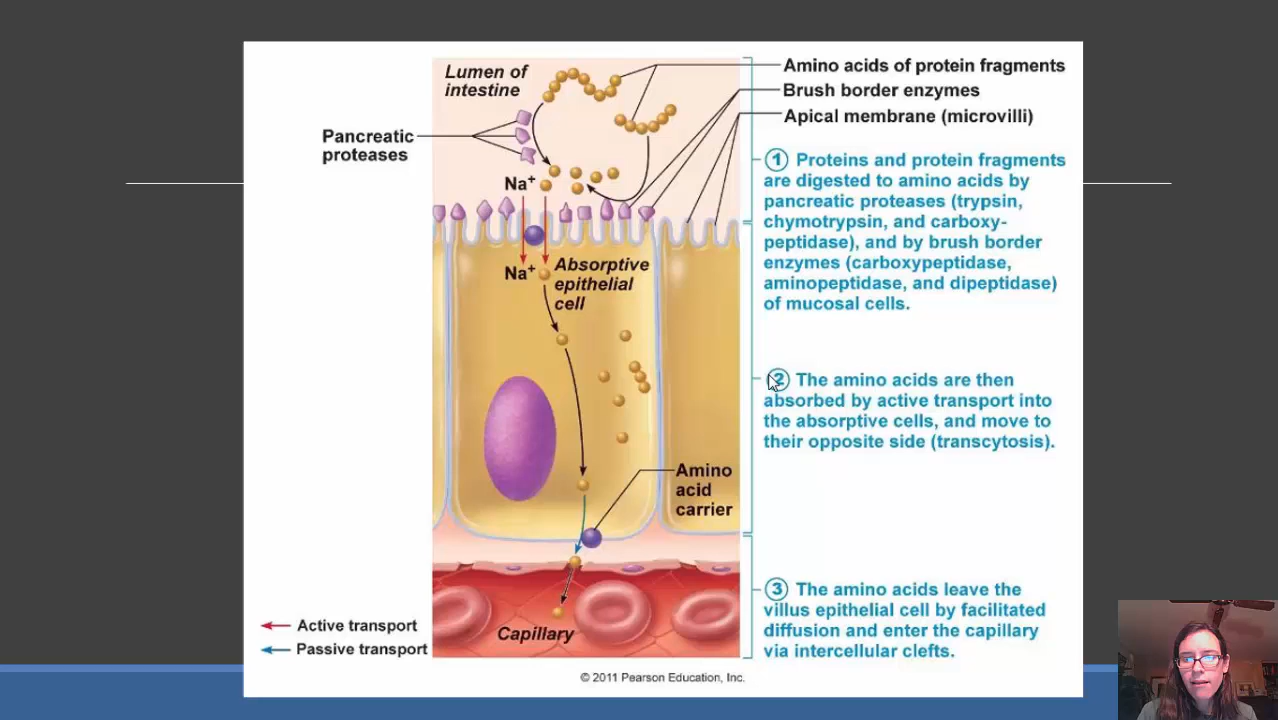 Lumen of
intestine
Amino acids of protein fragments
Brush border enzymes
Apical membrane (microvilli)
Pancreatic
proteases
Na+
① Proteins and protein fragments
are digested to amino acids by
pancreatic proteases (trypsin,
chymotrypsin, and carboxy-
peptidase), and by brush border
enzymes (carboxypeptidase,
aminopeptidase, and dipeptidase)
of mucosal cells.
Na+
Absorptive
epithelial
cell
② The amino acids are then
absorbed by active transport into
the absorptive cells, and move to
their opposite side (transcytosis).
Amino
acid
carrier
③ The amino acids leave the
villus epithelial cell by facilitated
diffusion and enter the capillary
via intercellular clefts.
Capillary
Active transport
Passive transport
© 2011 Pearson Education, Inc.